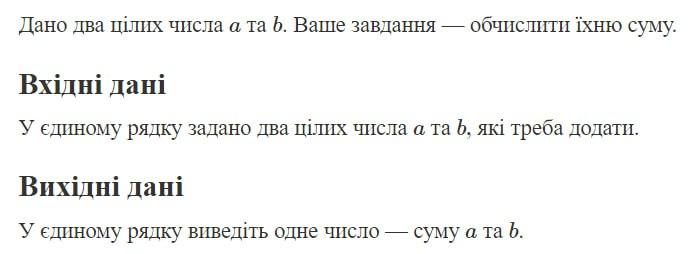 Дано два цілих числа a та b. Ваше завдання — обчислити їхню суму.
Вхідні дані
У єдиному рядку задано два цілих числа a та b, які треба додати.
Вихідні дані
У єдиному рядку виведіть одне число — суму a та b.